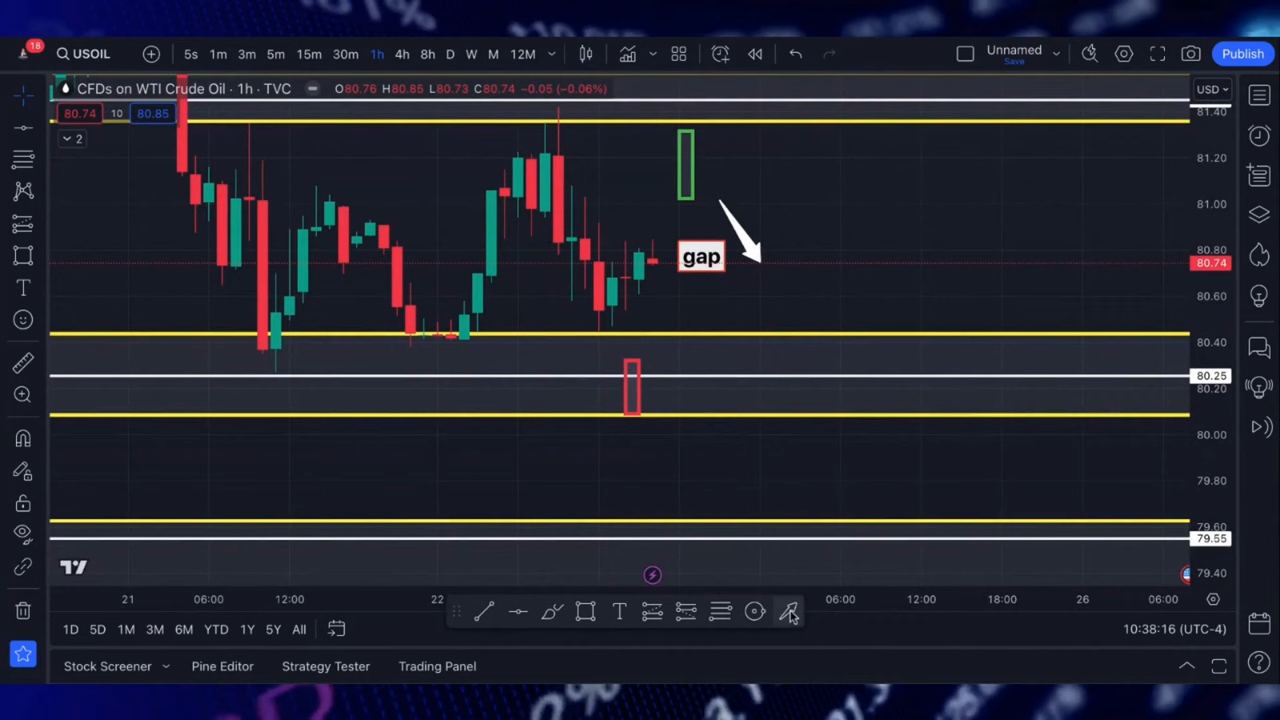 18
USOIL
5s 1m 3m 5m 15m 30m 1h 4h 8h D W M 12M
Unnamed
Save
Publish
CFDs on WTI Crude Oil · 1h · TVC
O80.76 H80.85 L80.73 C80.74 −0.05 (−0.06%)
USD
80.74 10 80.85
2
81.40
81.20
81.00
80.80
gap
80.74
80.60
80.40
80.25
80.20
80.00
79.80
79.60
79.55
79.40
21 06:00 12:00 22 06:00 12:00 18:00 26 06:00
1D 5D 1M 3M 6M YTD 1Y 5Y All
10:38:16 (UTC-4)
Stock Screener Pine Editor Strategy Tester Trading Panel